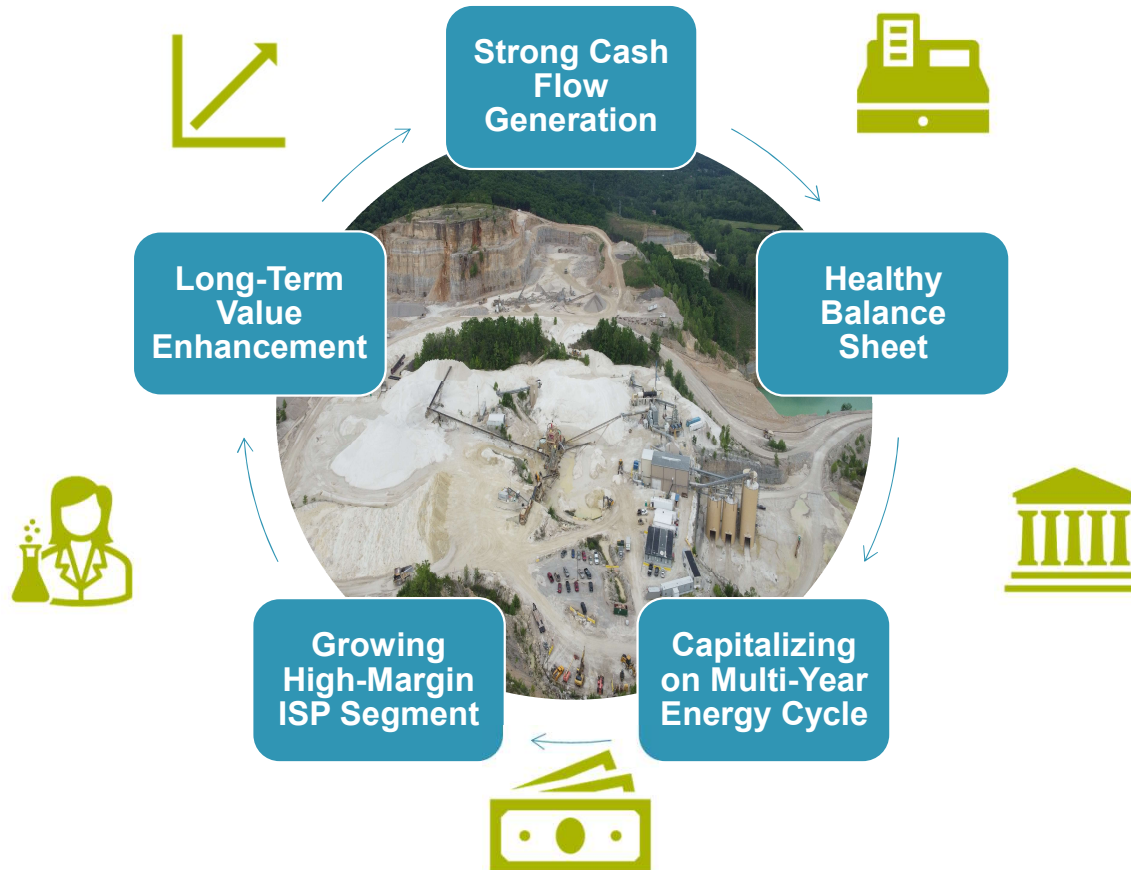 Strong Cash
Flow
Generation
Healthy
Balance
Sheet
Capitalizing
on Multi-Year
Energy Cycle
Growing
High-Margin
ISP Segment
Long-Term
Value
Enhancement